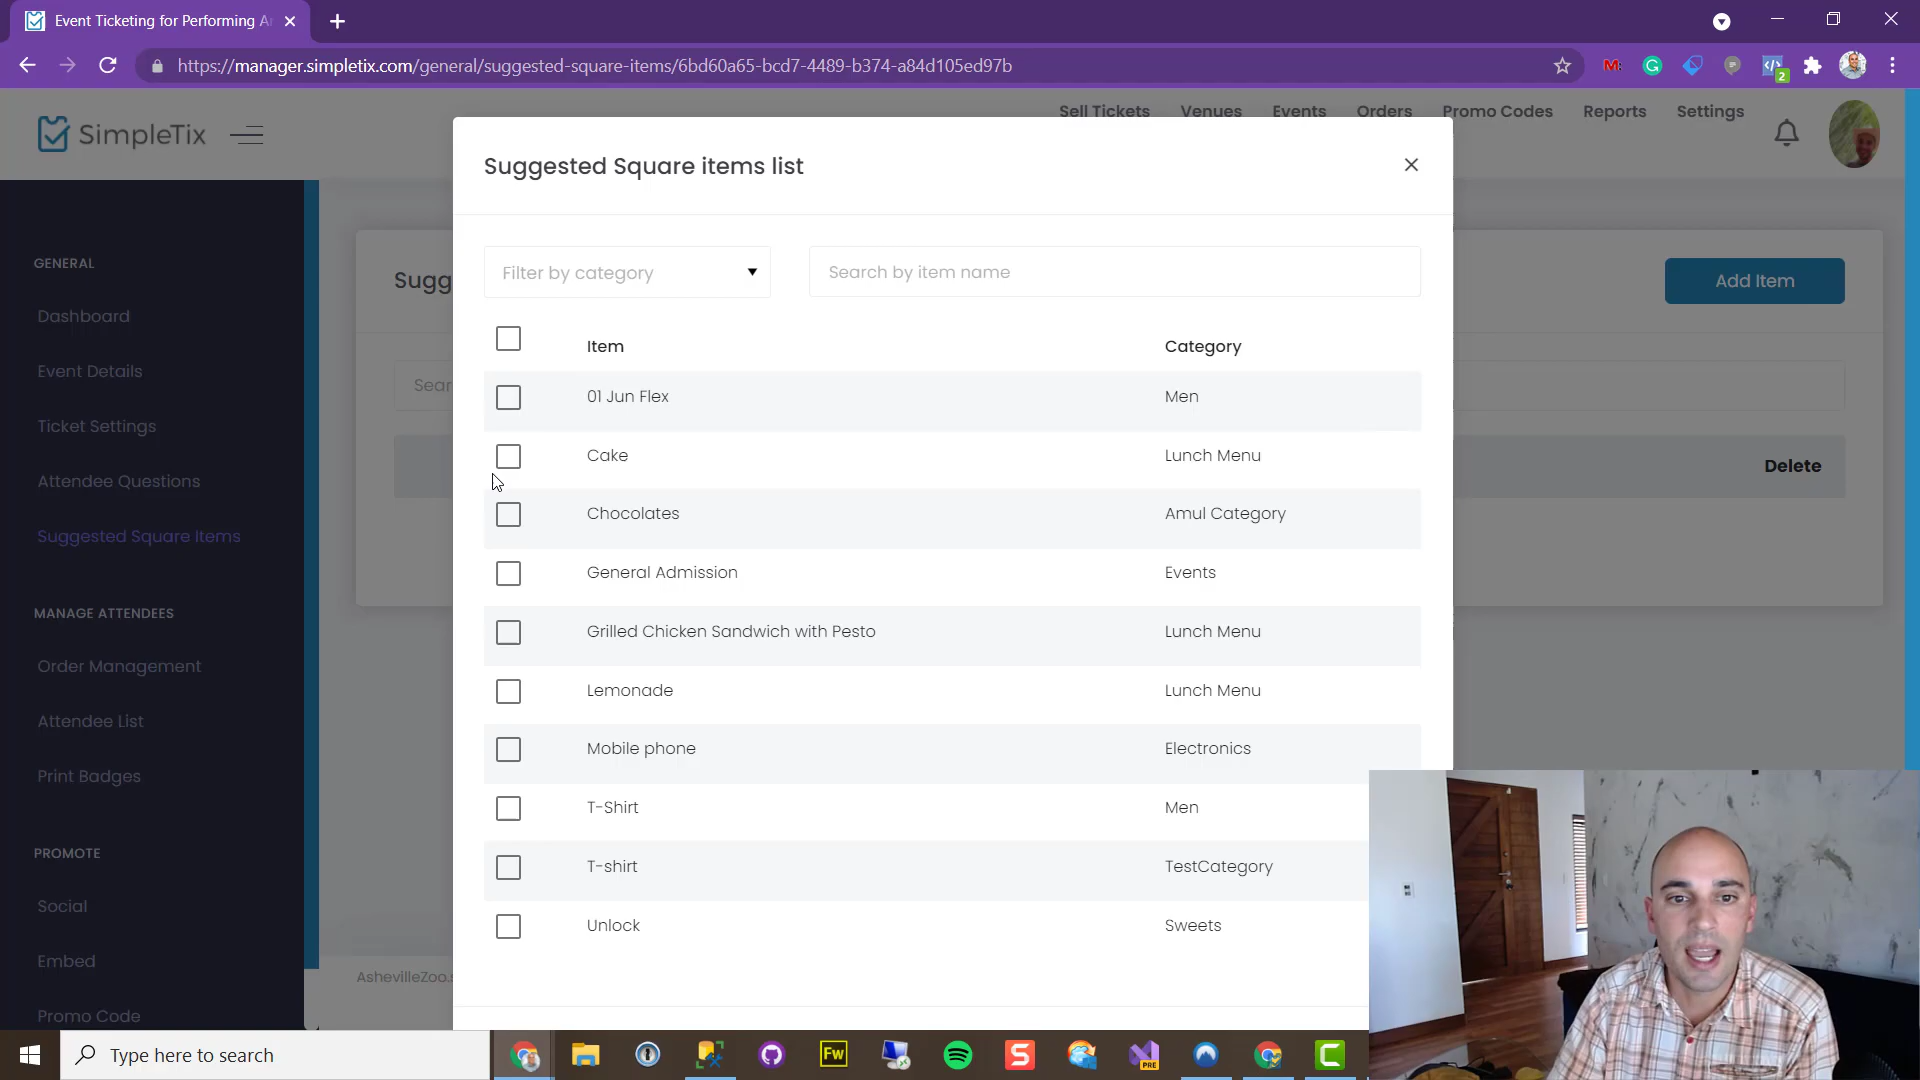 Event Ticketing for Performing A
https://manager.simpletix.com/general/suggested-square-items/6bd60a65-bcd7-4489-b374-a84d105ed97b
2
SimpleTix
Sell Tickets Venues Events Orders Promo Codes Reports Settings
Suggested Square items list
GENERAL
Dashboard
Event Details
Ticket Settings
Attendee Questions
Suggested Square Items
MANAGE ATTENDEES
Order Management
Attendee List
Print Badges
PROMOTE
Social
Embed
Promo Code
Sugg
Add Item
Sear
Delete
Filter by category
Search by item name
Item Category
01 Jun Flex Men
Cake Lunch Menu
Chocolates Amul Category
General Admission Events
Grilled Chicken Sandwich with Pesto Lunch Menu
Lemonade Lunch Menu
Mobile phone Electronics
T-Shirt Men
T-shirt TestCategory
Unlock Sweets
AshevilleZoo.s
Type here to search
Fw
S
PRE
C